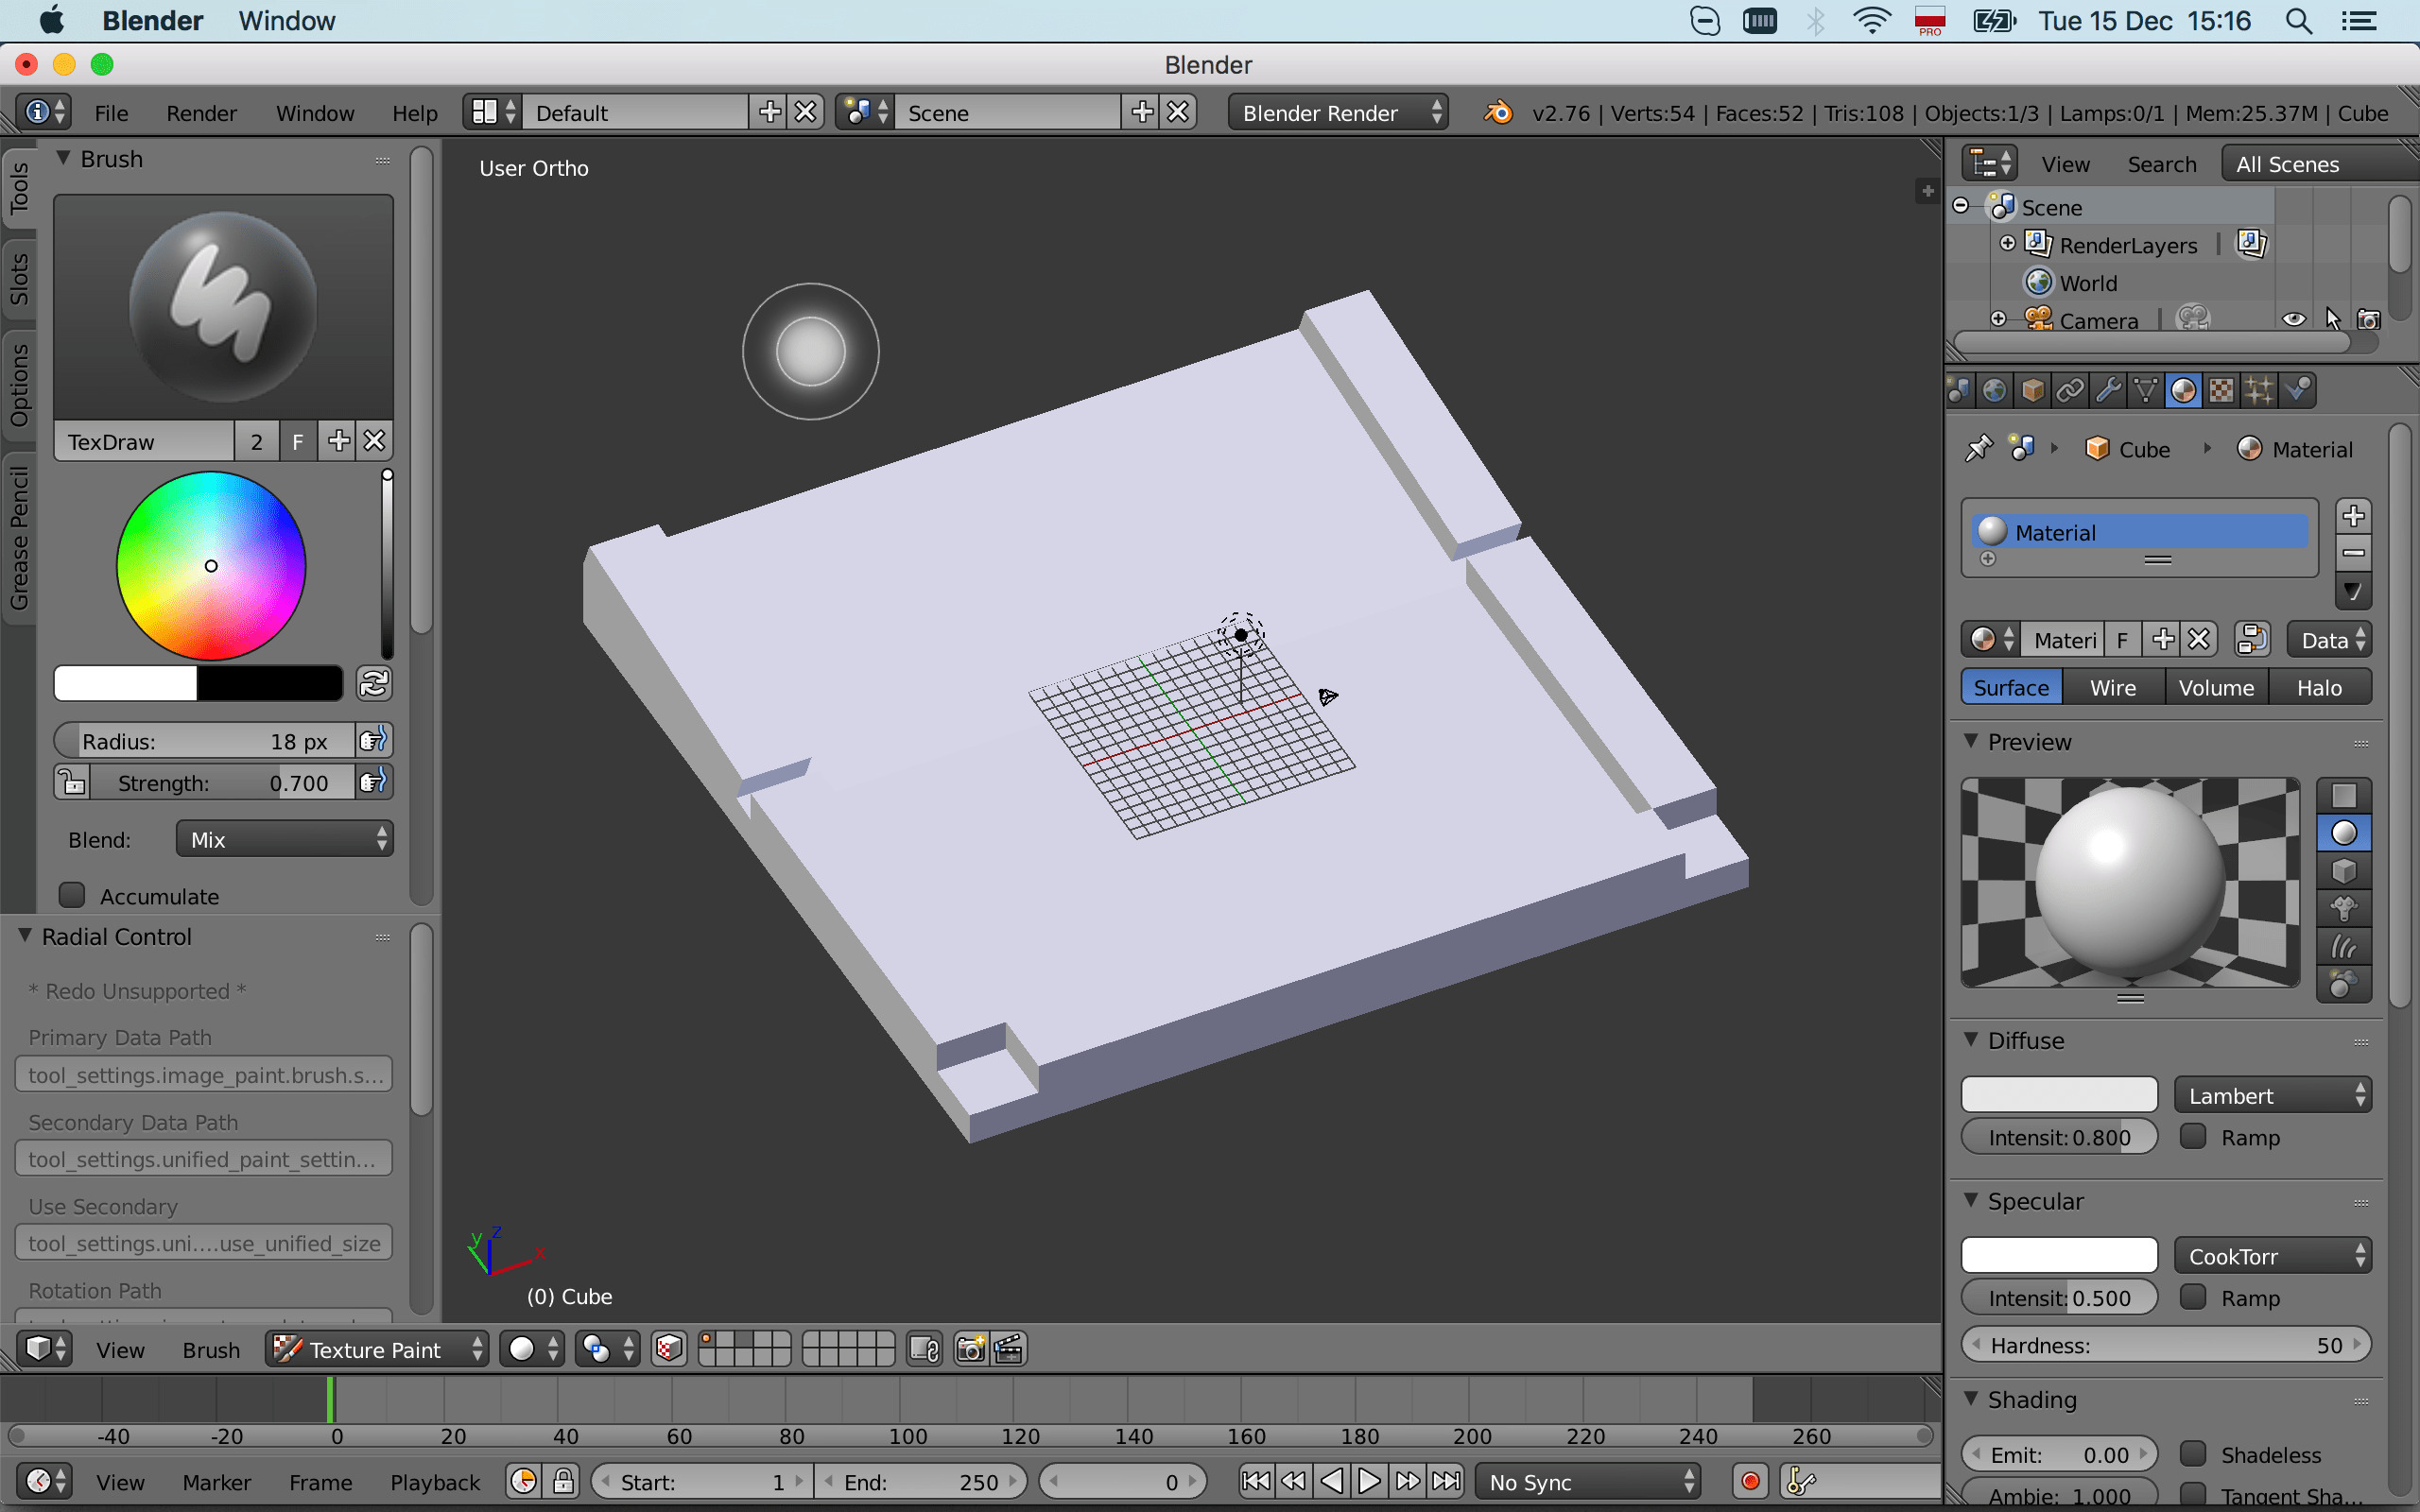 Blender Window PRO Tue 15 Dec 15:16
Blender
File Render Window Help Default Scene Blender Render v2.76 | Verts:54 | Faces:52 | Tris:108 | Objects:1/3 | Lamps:0/1 | Mem:25.37M | Cube
Tools
Slots
Options
Grease Pencil
Brush
TexDraw 2 F
Radius: 18 px
Strength: 0.700
Blend: Mix
Accumulate
Radial Control
* Redo Unsupported *
Primary Data Path
tool_settings.image_paint.brush.s...
Secondary Data Path
tool_settings.unified_paint_settin...
Use Secondary
tool_settings.uni....use_unified_size
Rotation Path
User Ortho
y z x
(0) Cube
View Brush Texture Paint
-40 -20 0 20 40 60 80 100 120 140 160 180 200 220 240 260
View Marker Frame Playback Start: 1 End: 250 0 No Sync
View Search All Scenes
Scene
RenderLayers
World
Camera
Cube Material
Material
Materi F Data
Surface Wire Volume Halo
Preview
Diffuse
Lambert
Intensit: 0.800 Ramp
Specular
CookTorr
Intensit: 0.500 Ramp
Hardness: 50
Shading
Emit: 0.00 Shadeless
Ambie: 1.000 Tangent Sha...